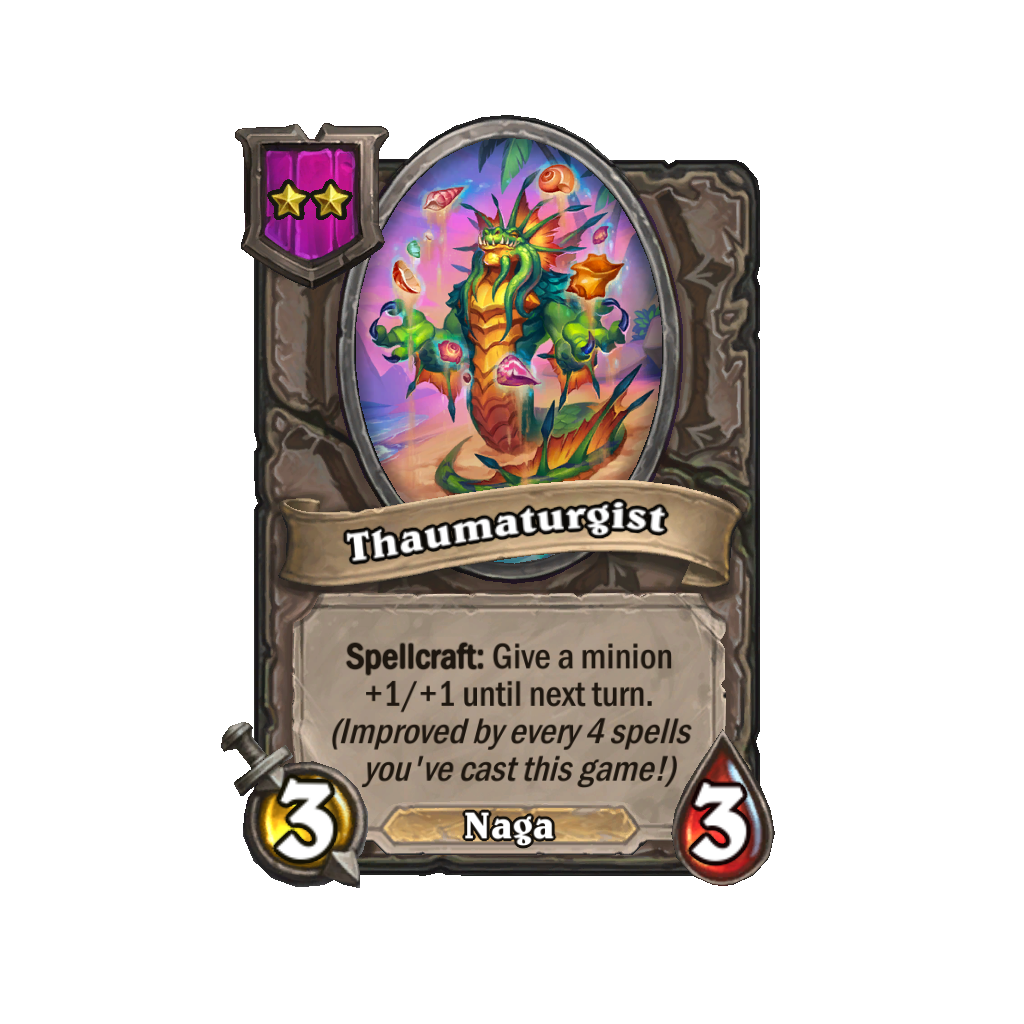 Thaumaturgist
Spellcraft: Give a minion
+1/+1 until next turn.
(Improved by every 4 spells
you've cast this game!)
3
Naga
3